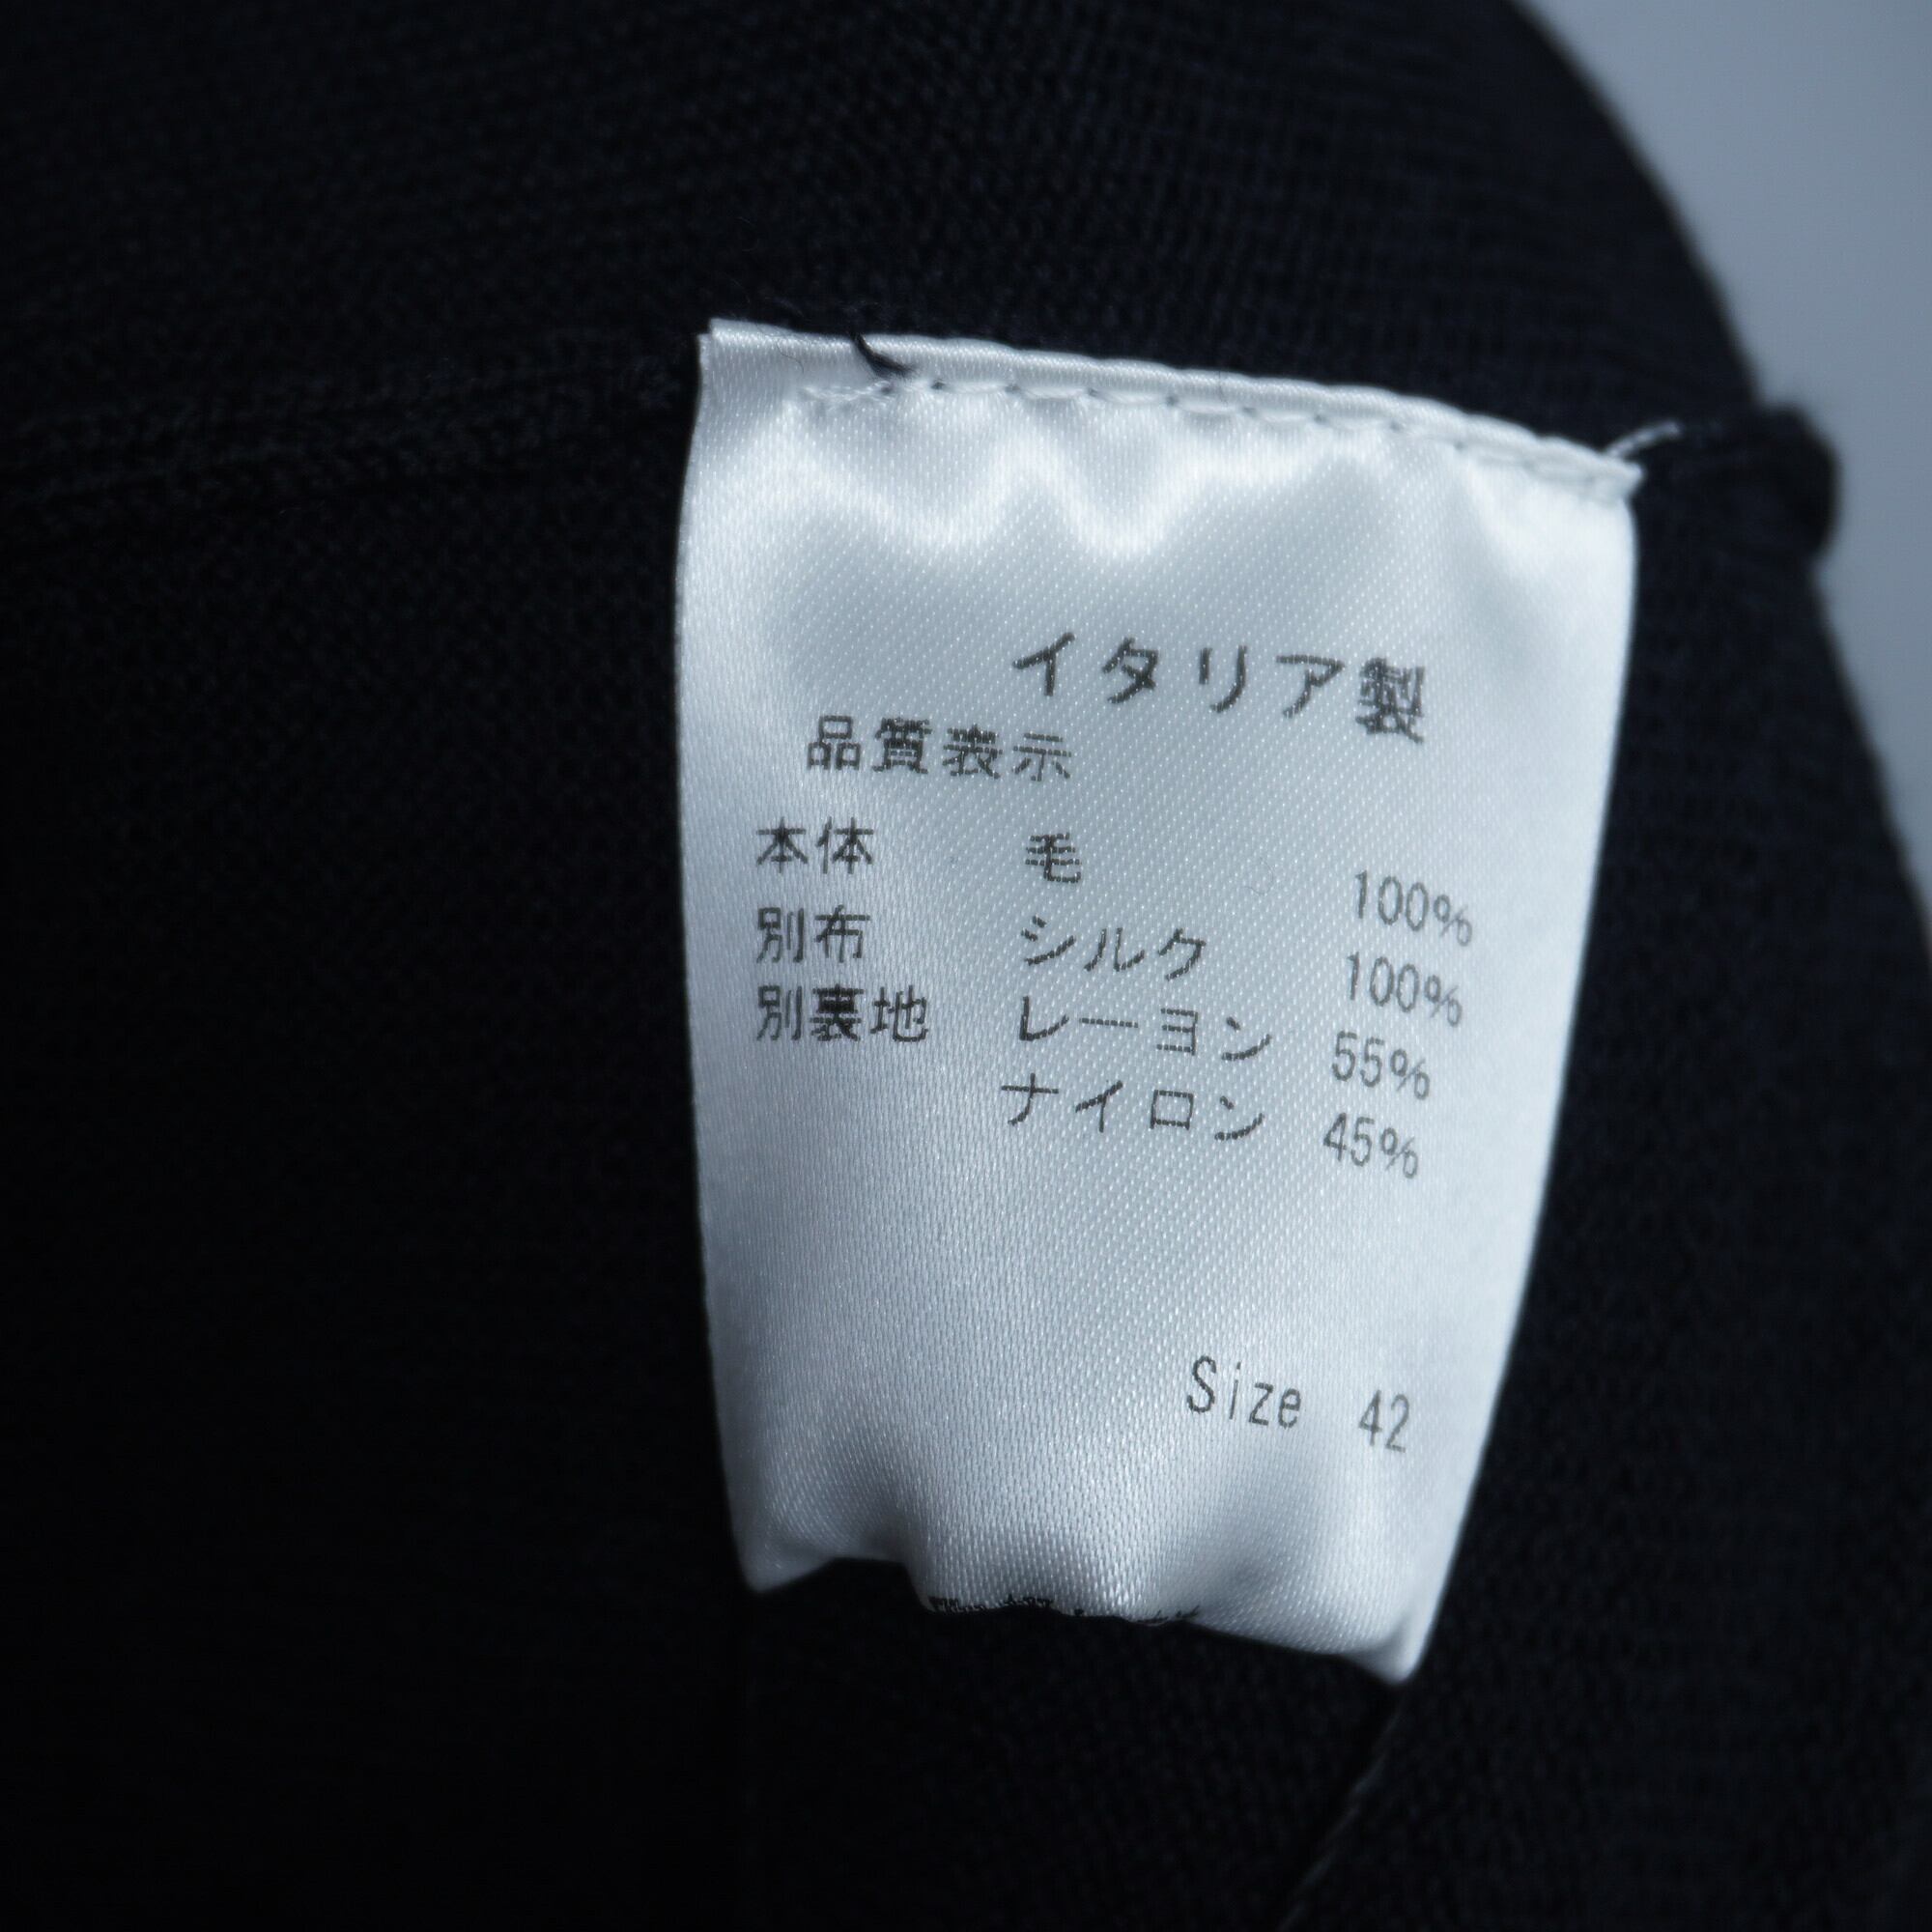 イタリア製
品質表示
本体 毛 100%
別布 シルク 100%
別裏地 レーヨン 55%
ナイロン 45%
Size 42